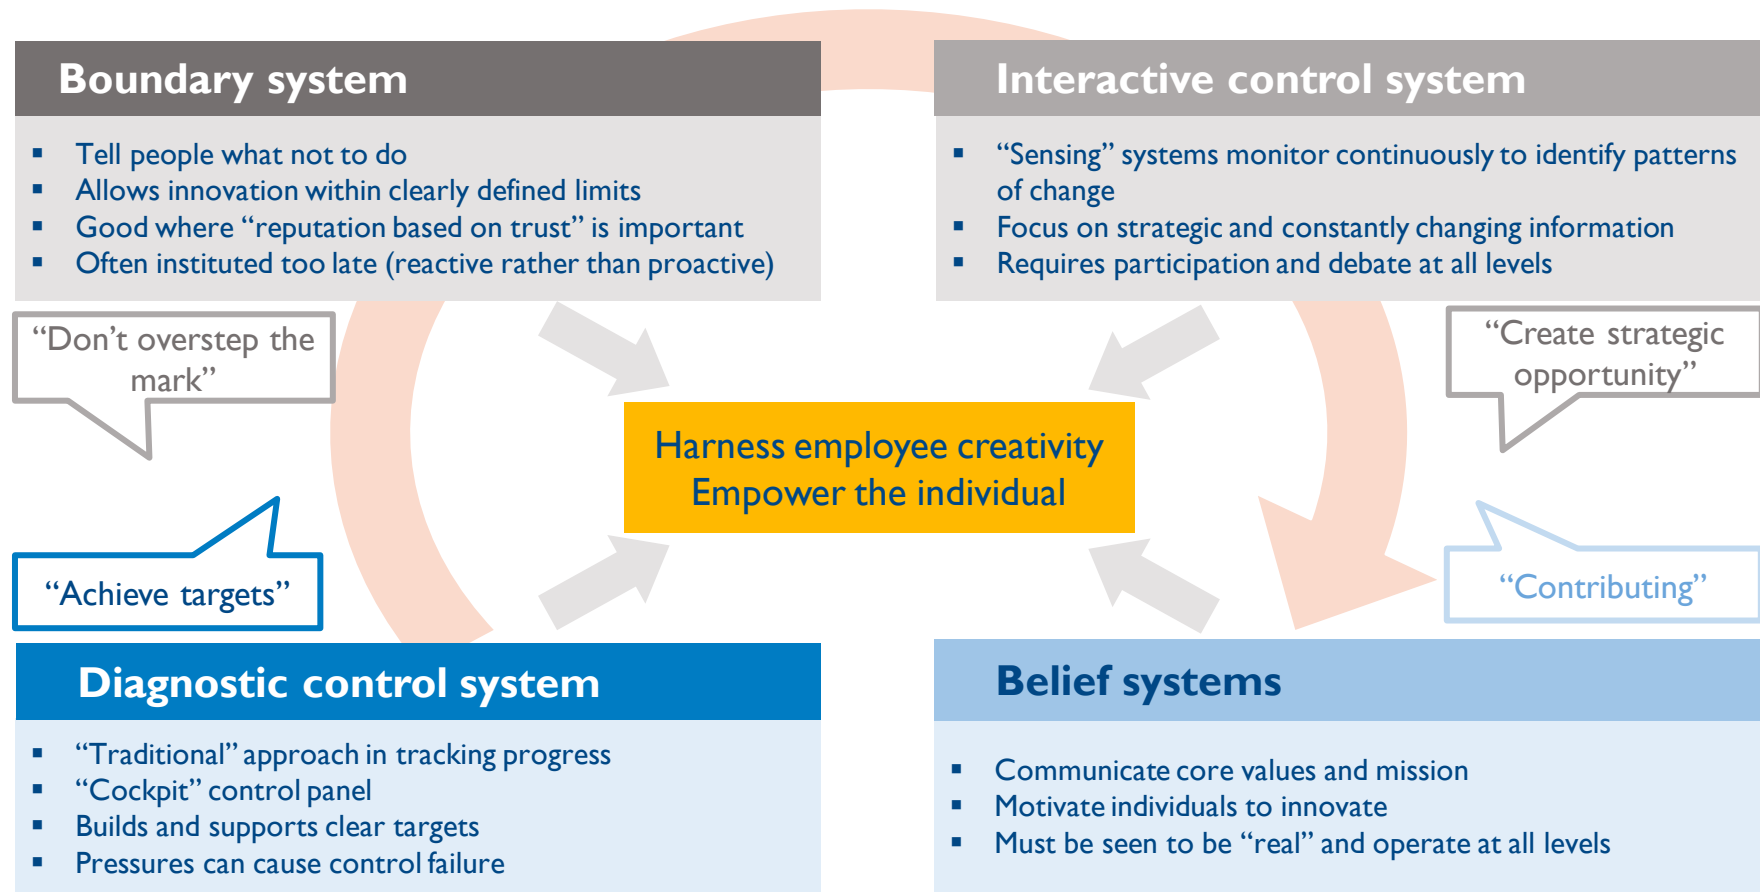 Boundary system
▪ Tell people what not to do
▪ Allows innovation within clearly defined limits
▪ Good where “reputation based on trust” is important
▪ Often instituted too late (reactive rather than proactive)
Interactive control system
▪ “Sensing” systems monitor continuously to identify patterns
of change
▪ Focus on strategic and constantly changing information
▪ Requires participation and debate at all levels
“Don’t overstep the
mark”
“Create strategic
opportunity”
Harness employee creativity
Empower the individual
“Achieve targets”
“Contributing”
Diagnostic control system
▪ “Traditional” approach in tracking progress
▪ “Cockpit” control panel
▪ Builds and supports clear targets
▪ Pressures can cause control failure
Belief systems
▪ Communicate core values and mission
▪ Motivate individuals to innovate
▪ Must be seen to be “real” and operate at all levels